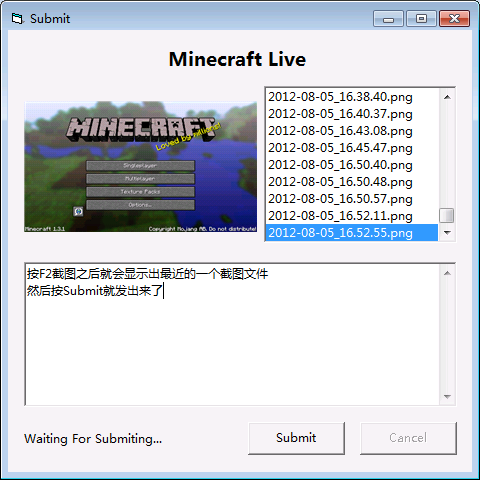 Submit
Minecraft Live
MINECRAFT
Loved by millions!
Singleplayer
Multiplayer
Texture Packs
Options...
Minecraft 1.3.1
Copyright Mojang AB. Do not distribute!
2012-08-05_16.38.40.png
2012-08-05_16.40.37.png
2012-08-05_16.43.08.png
2012-08-05_16.45.47.png
2012-08-05_16.50.40.png
2012-08-05_16.50.48.png
2012-08-05_16.50.57.png
2012-08-05_16.52.11.png
2012-08-05_16.52.55.png
按F2截图之后就会显示出最近的一个截图文件
然后按Submit就发出来了
Waiting For Submiting...
Submit
Cancel